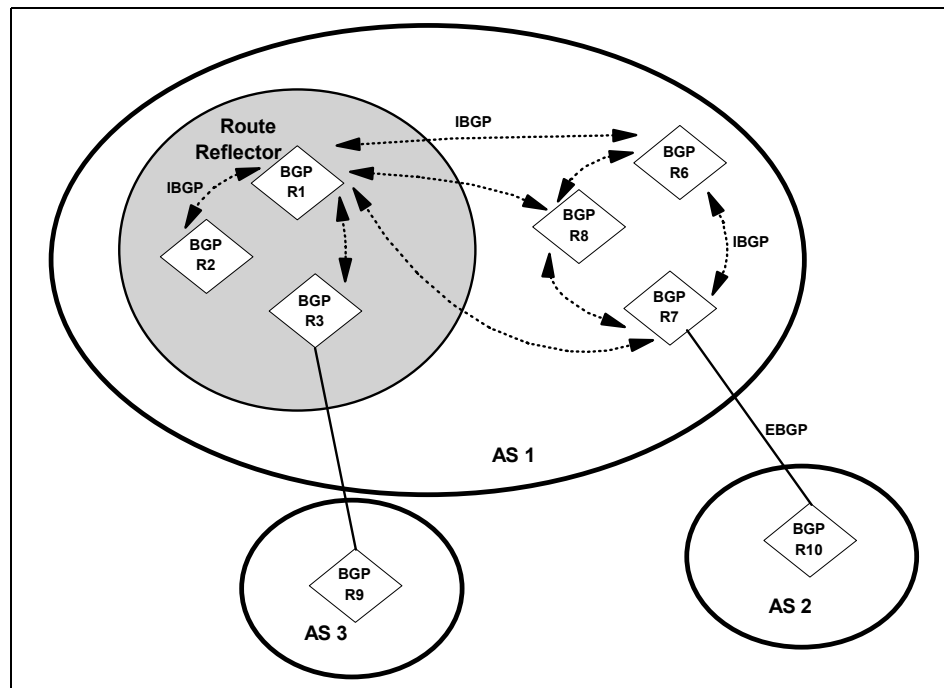 Route
Reflector
IBGP
BGP
R6
BGP
R1
IBGP
BGP
R8
BGP
R2
IBGP
BGP
R3
BGP
R7
EBGP
AS 1
BGP
R10
BGP
R9
AS 2
AS 3